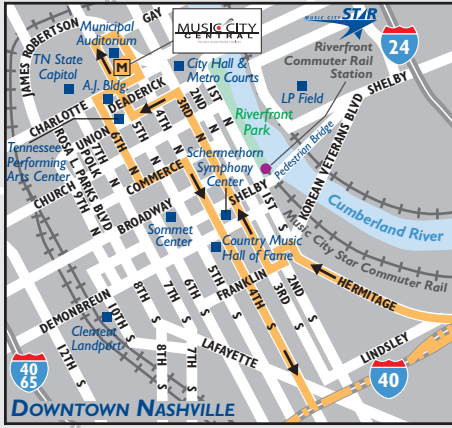 Municipal
Auditorium
GAY
MUSIC CITY
CENTRAL
MUSIC CITY
STAR
24
JAMES ROBERTSON
TN State
Capitol
M
A.J. Bldg.
City Hall &
Metro Courts
Riverfront
Commuter Rail
Station
SHELBY
LP Field
CHARLOTTE
DEADERICK
UNION
1ST
2ND N
3RD N
4TH N
5TH N
6TH N
Riverfront
Park
Tennessee
Performing
Arts Center
POLK
ROSA L. PARKS BLVD
COMMERCE
Schermerhorn
Symphony
Center
Pedestrian Bridge
KOREAN VETERANS BLVD
CHURCH
9TH N
BROADWAY
SHELBY
1ST S
Cumberland River
Music City Star Commuter Rail
Sommet
Center
Country Music
Hall of Fame
HERMITAGE
DEMONBREUN
FRANKLIN
2ND S
3RD S
4TH S
5TH S
6TH S
7TH S
8TH S
10TH S
12TH S
8TH S
7TH S
Clement
Landport
LAFAYETTE
LINDSLEY
40
65
40
DOWNTOWN NASHVILLE